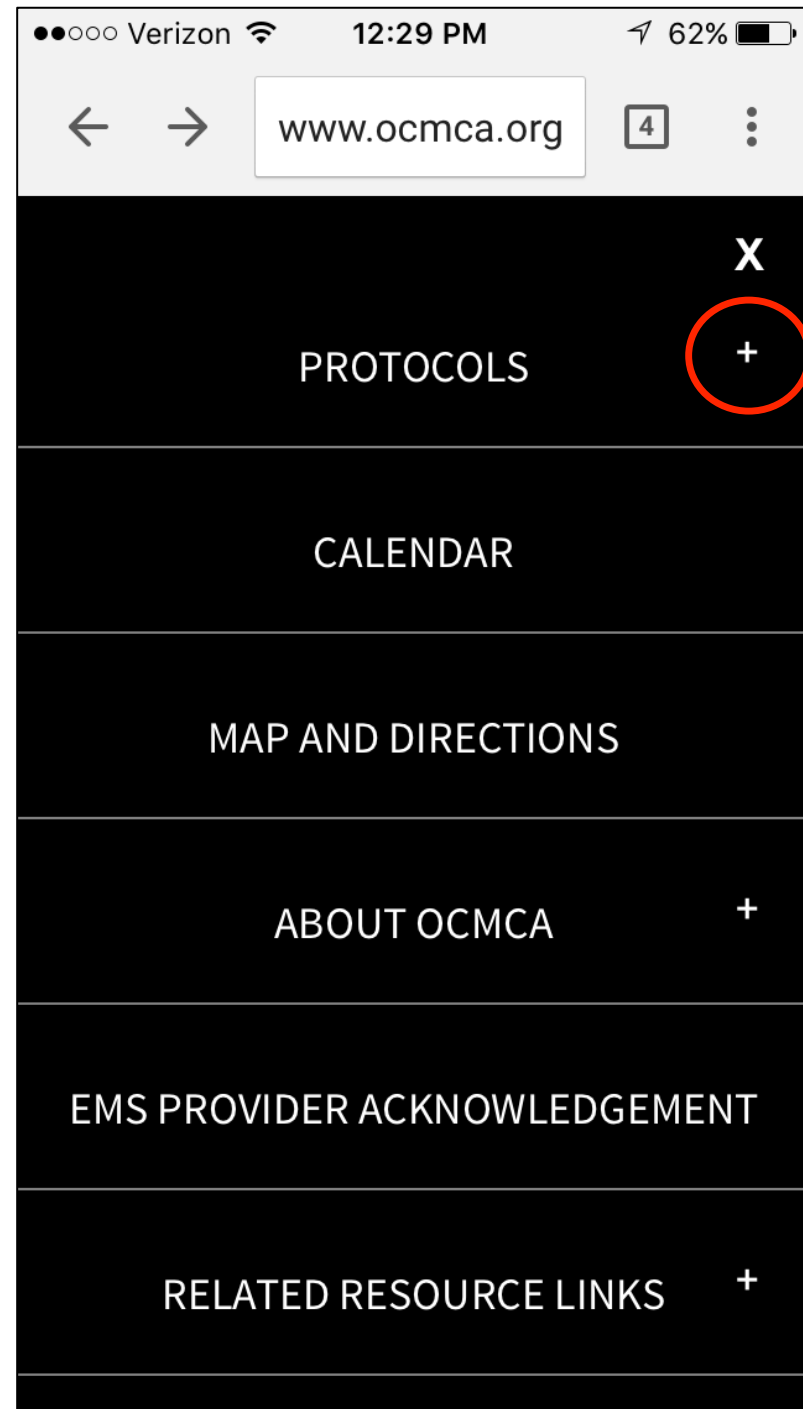 Verizon 12:29 PM 62%
www.ocmca.org 4
X
PROTOCOLS +
CALENDAR
MAP AND DIRECTIONS
ABOUT OCMCA +
EMS PROVIDER ACKNOWLEDGEMENT
RELATED RESOURCE LINKS +